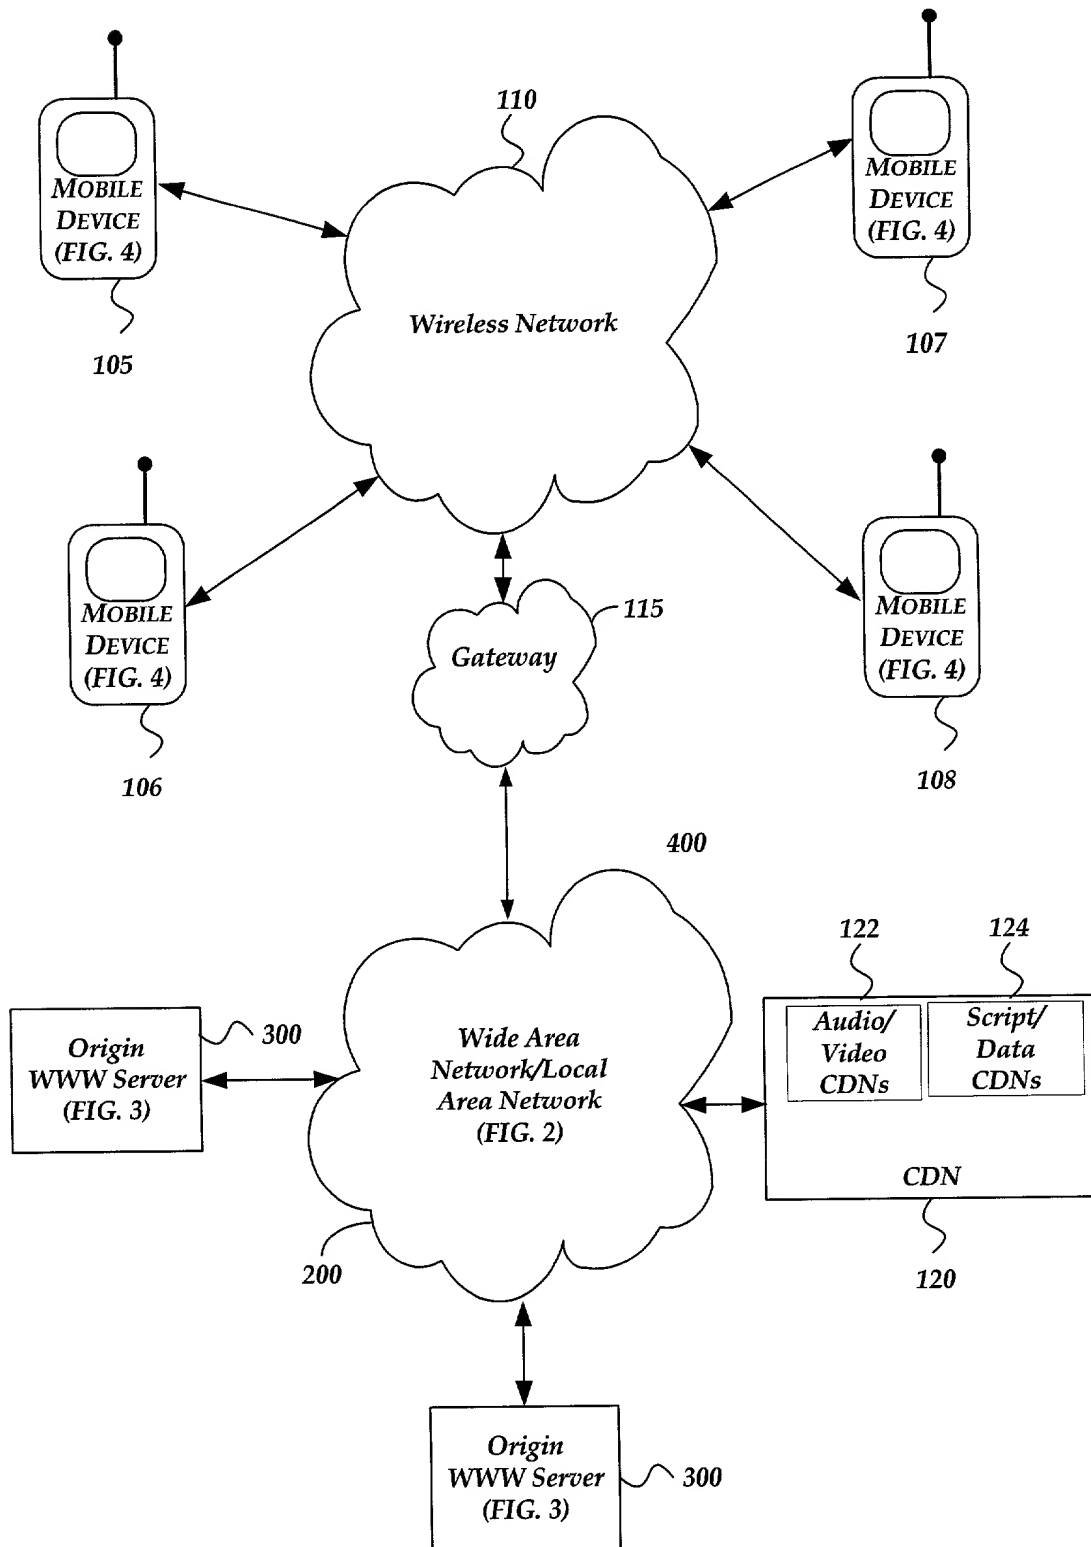 110
MOBILE
DEVICE
(FIG. 4)
105
MOBILE
DEVICE
(FIG. 4)
107
Wireless Network
MOBILE
DEVICE
(FIG. 4)
106
MOBILE
DEVICE
(FIG. 4)
108
115
Gateway
400
Wide Area
Network/Local
Area Network
(FIG. 2)
200
Origin
WWW Server
(FIG. 3)
300
122
124
Audio/
Video
CDNs
Script/
Data
CDNs
CDN
120
Origin
WWW Server
(FIG. 3)
300